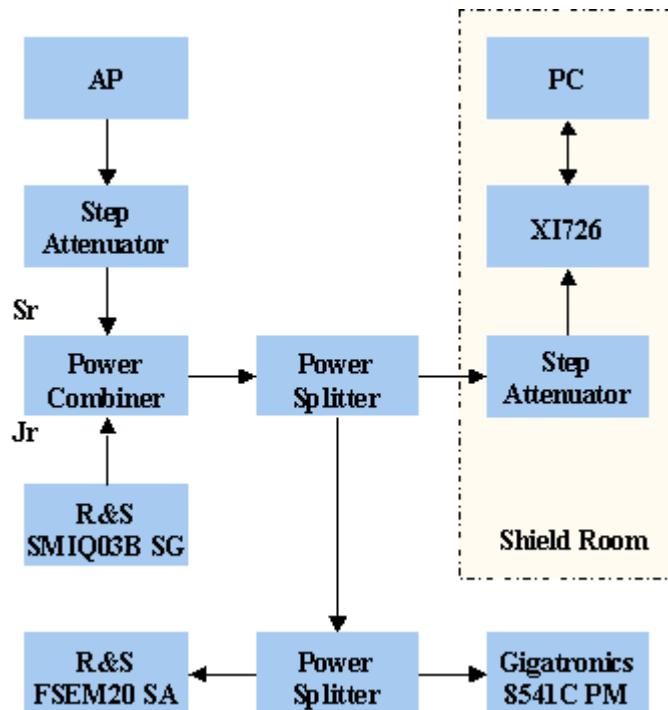 AP
PC
Step
Attenuator
XI726
Sr
Power
Combiner
Power
Splitter
Step
Attenuator
Jr
R&S
SMIQ03B SG
Shield Room
R&S
FSEM20 SA
Power
Splitter
Gigatronics
8541C PM